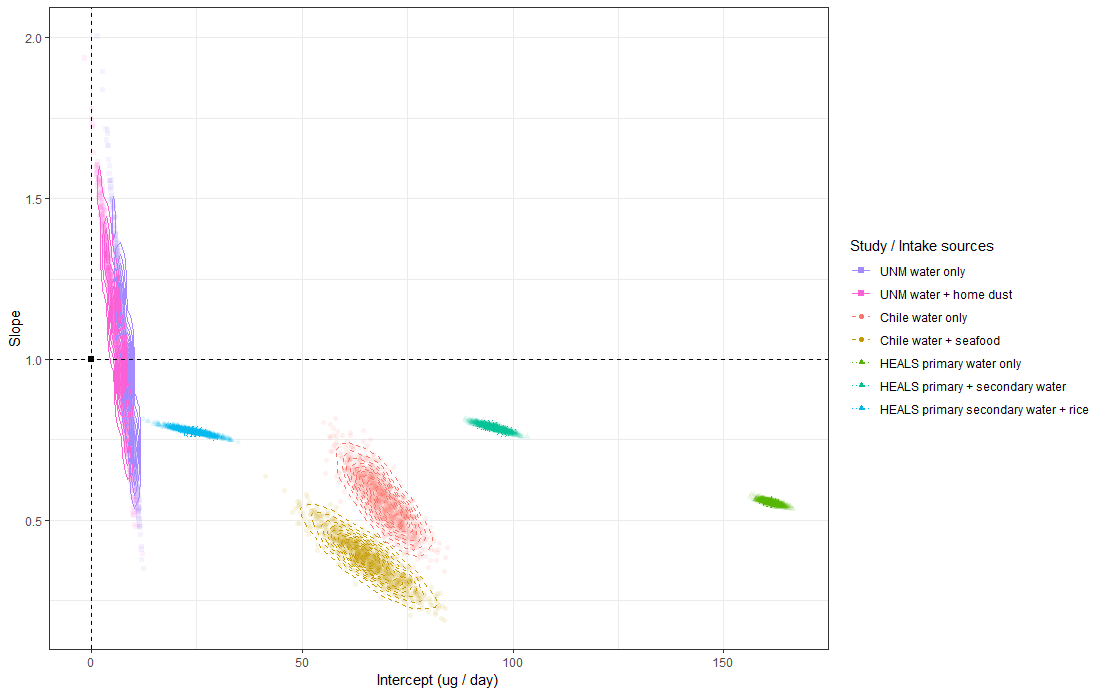 2.0
1.5
1.0
0.5
Slope
0
50
100
150
Intercept (ug / day)
Study / Intake sources
UNM water only
UNM water + home dust
Chile water only
Chile water + seafood
HEALS primary water only
HEALS primary + secondary water
HEALS primary secondary water + rice